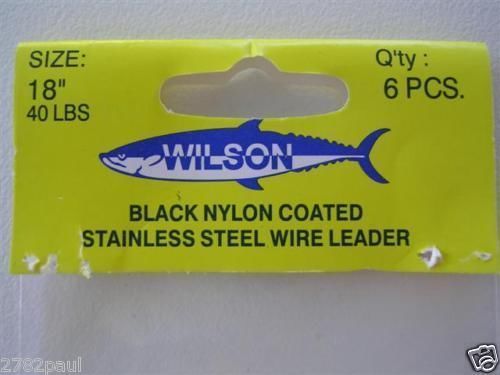 SIZE:
18"
40 LBS
Q'ty :
6 PCS.
WILSON
BLACK NYLON COATED
STAINLESS STEEL WIRE LEADER
2782paul